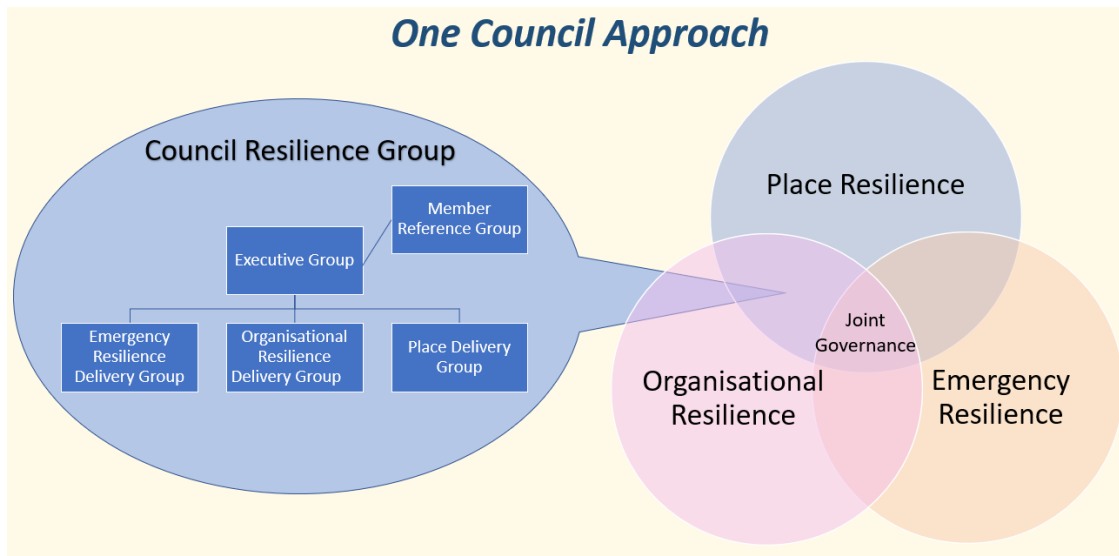 One Council Approach
Council Resilience Group
Member
Reference Group
Executive Group
Emergency
Resilience
Delivery Group
Organisational
Resilience
Delivery Group
Place Delivery
Group
Place Resilience
Joint
Governance
Organisational
Resilience
Emergency
Resilience